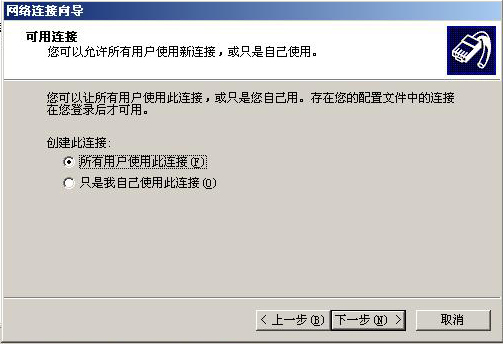 网络连接向导
可用连接
您可以允许所有用户使用新连接，或只是自己使用。
您可以让所有用户使用此连接，或只是您自己用。存在您的配置文件中的连接
在您登录后才可用。
创建此连接:
所有用户使用此连接(F)
只是我自己使用此连接(O)
< 上一步(B) 下一步(N) > 取消